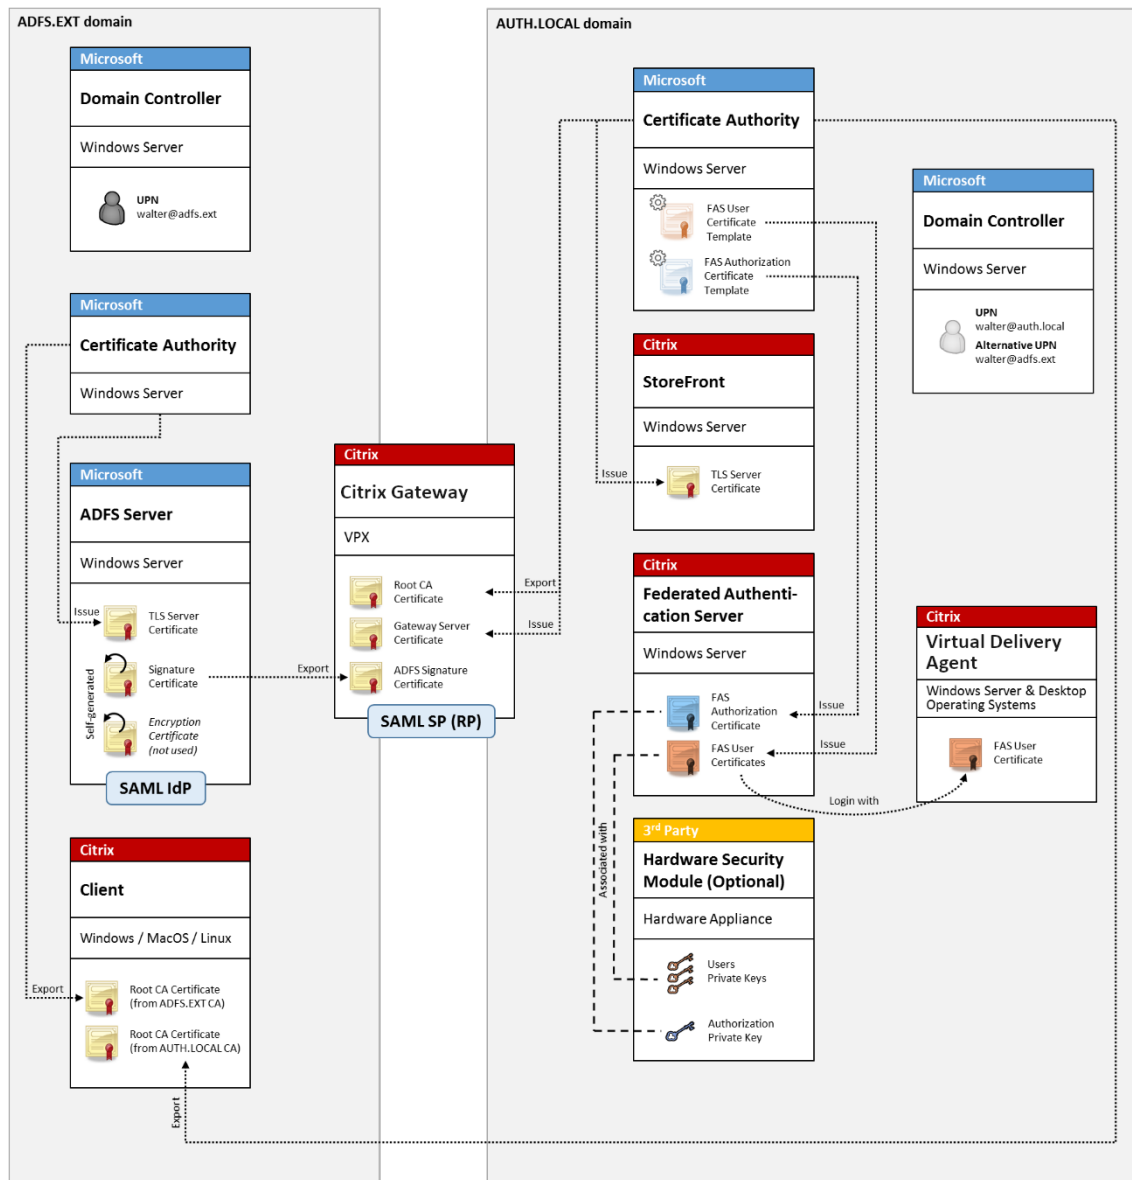 ADFS.EXT domain
Microsoft
Domain Controller
Windows Server
UPN
walter@adfs.ext
Microsoft
Certificate Authority
Windows Server
Microsoft
ADFS Server
Windows Server
Issue
TLS Server
Certificate
Self-generated
Signature
Certificate
Encryption
Certificate
(not used)
SAML IdP
Citrix
Client
Windows / MacOS / Linux
Export
Root CA Certificate
(from ADFS.EXT CA)
Root CA Certificate
(from AUTH.LOCAL CA)
Export
Citrix
Citrix Gateway
VPX
Root CA
Certificate
Export
Gateway Server
Certificate
Issue
Export
ADFS Signature
Certificate
SAML SP (RP)
AUTH.LOCAL domain
Microsoft
Certificate Authority
Windows Server
FAS User
Certificate
Template
FAS Authorization
Certificate
Template
Citrix
StoreFront
Windows Server
Issue
TLS Server
Certificate
Citrix
Federated Authenti-
cation Server
Windows Server
FAS
Authorization
Certificate
Issue
FAS User
Certificates
Issue
Login with
Associated with
3rd Party
Hardware Security
Module (Optional)
Hardware Appliance
Users
Private Keys
Authorization
Private Key
Microsoft
Domain Controller
Windows Server
UPN
walter@auth.local
Alternative UPN
walter@adfs.ext
Citrix
Virtual Delivery
Agent
Windows Server & Desktop
Operating Systems
FAS User
Certificate